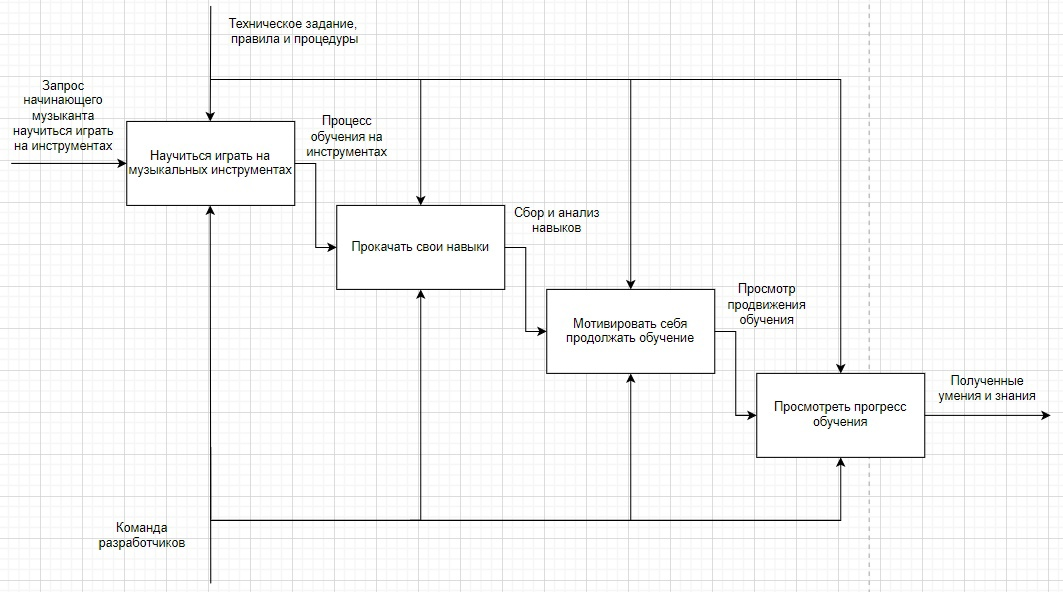 Техническое задание,
правила и процедуры
Запрос
начинающего
музыканта
научиться играть
на инструментах
Научиться играть на
музыкальных инструментах
Процесс
обучения на
инструментах
Прокачать свои навыки
Сбор и анализ
навыков
Мотивировать себя
продолжать обучение
Просмотр
продвижения
обучения
Просмотреть прогресс
обучения
Полученные
умения и знания
Команда
разработчиков